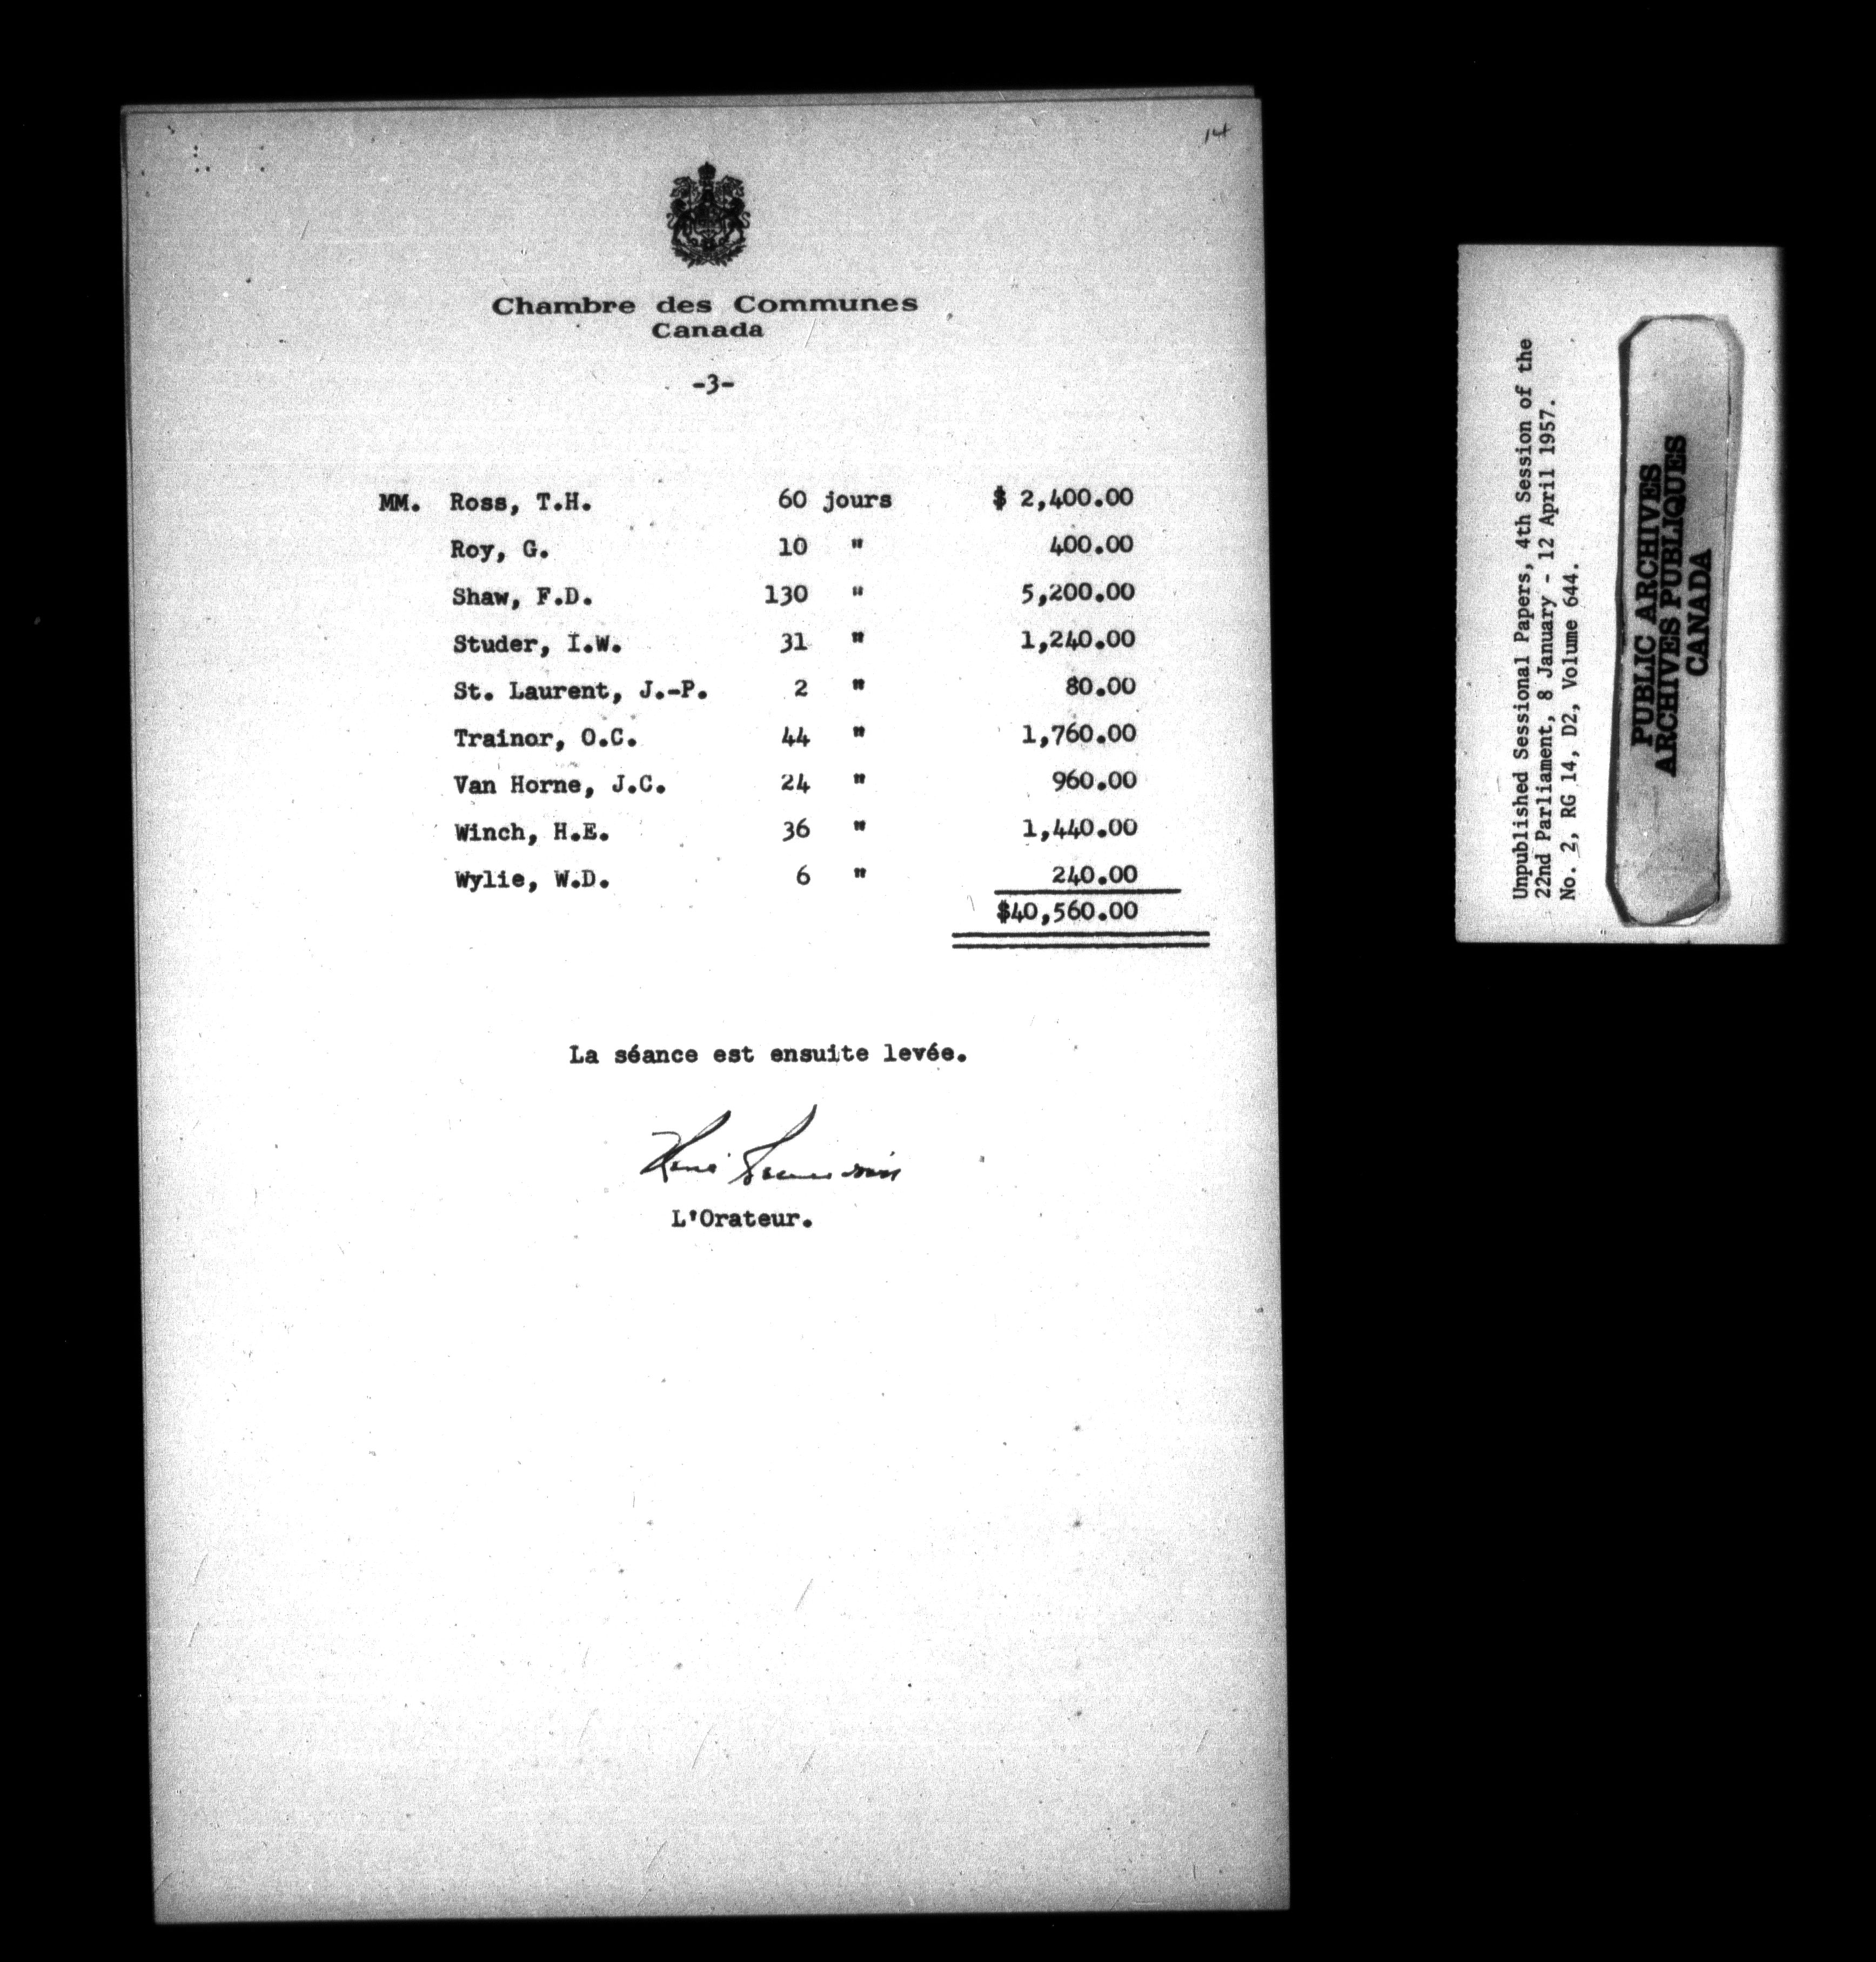 14
Chambre des Communes
Canada
-3-
MM. Ross, T.H. 60 jours $ 2,400.00
Roy, G. 10 " 400.00
Shaw, F.D. 130 " 5,200.00
Studer, I.W. 31 " 1,240.00
St. Laurent, J.-P. 2 " 80.00
Trainor, O.C. 44 " 1,760.00
Van Horne, J.C. 24 " 960.00
Winch, H.E. 36 " 1,440.00
Wylie, W.D. 6 " 240.00
$40,560.00
La séance est ensuite levée.
L'Orateur.
Unpublished Sessional Papers, 4th Session of the
22nd Parliament, 8 January - 12 April 1957.
No. 2, RG 14, D2, Volume 644.
PUBLIC ARCHIVES
ARCHIVES PUBLIQUES
CANADA